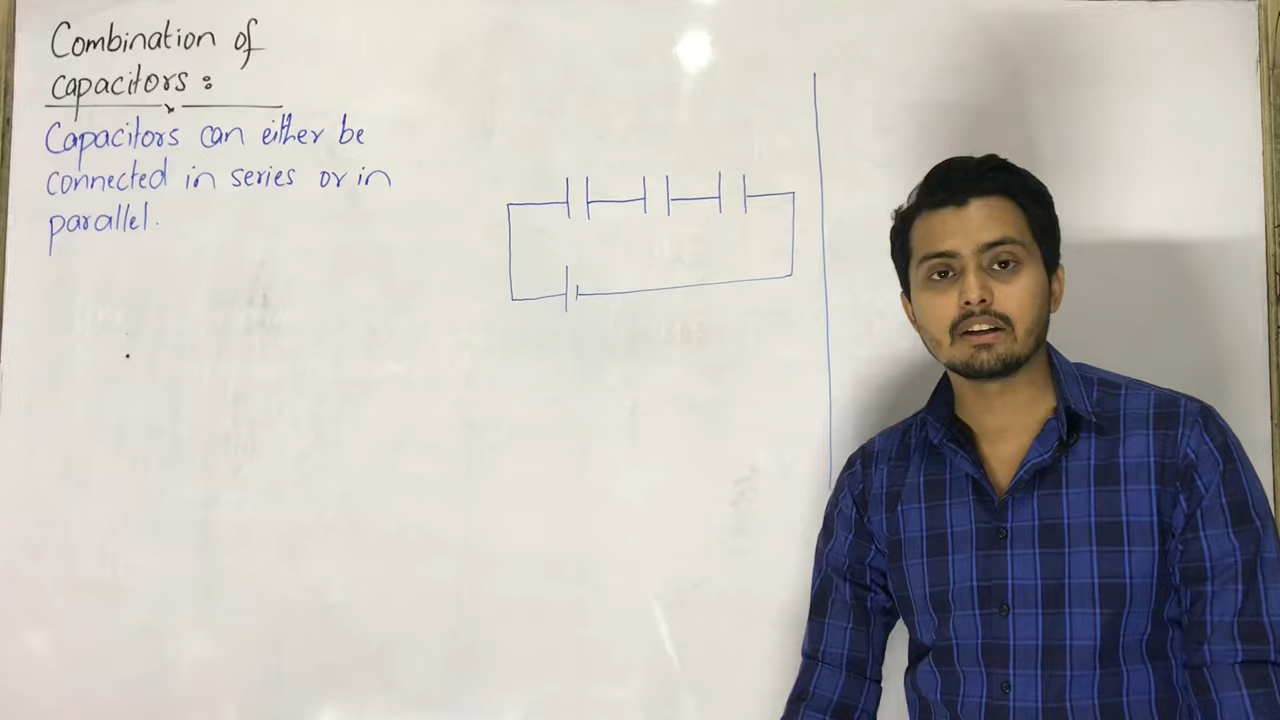 Combination of
capacitors:
Capacitors can either be
connected in series or in
parallel.